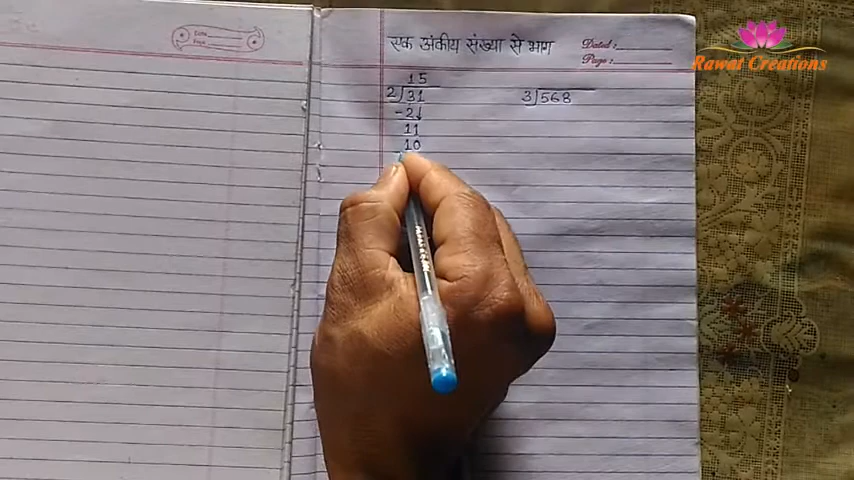 एक अंकीय संख्या से भाग
Dated:
Page:
Rawat Creations
15
2)31
-2↓
11
10
3)568